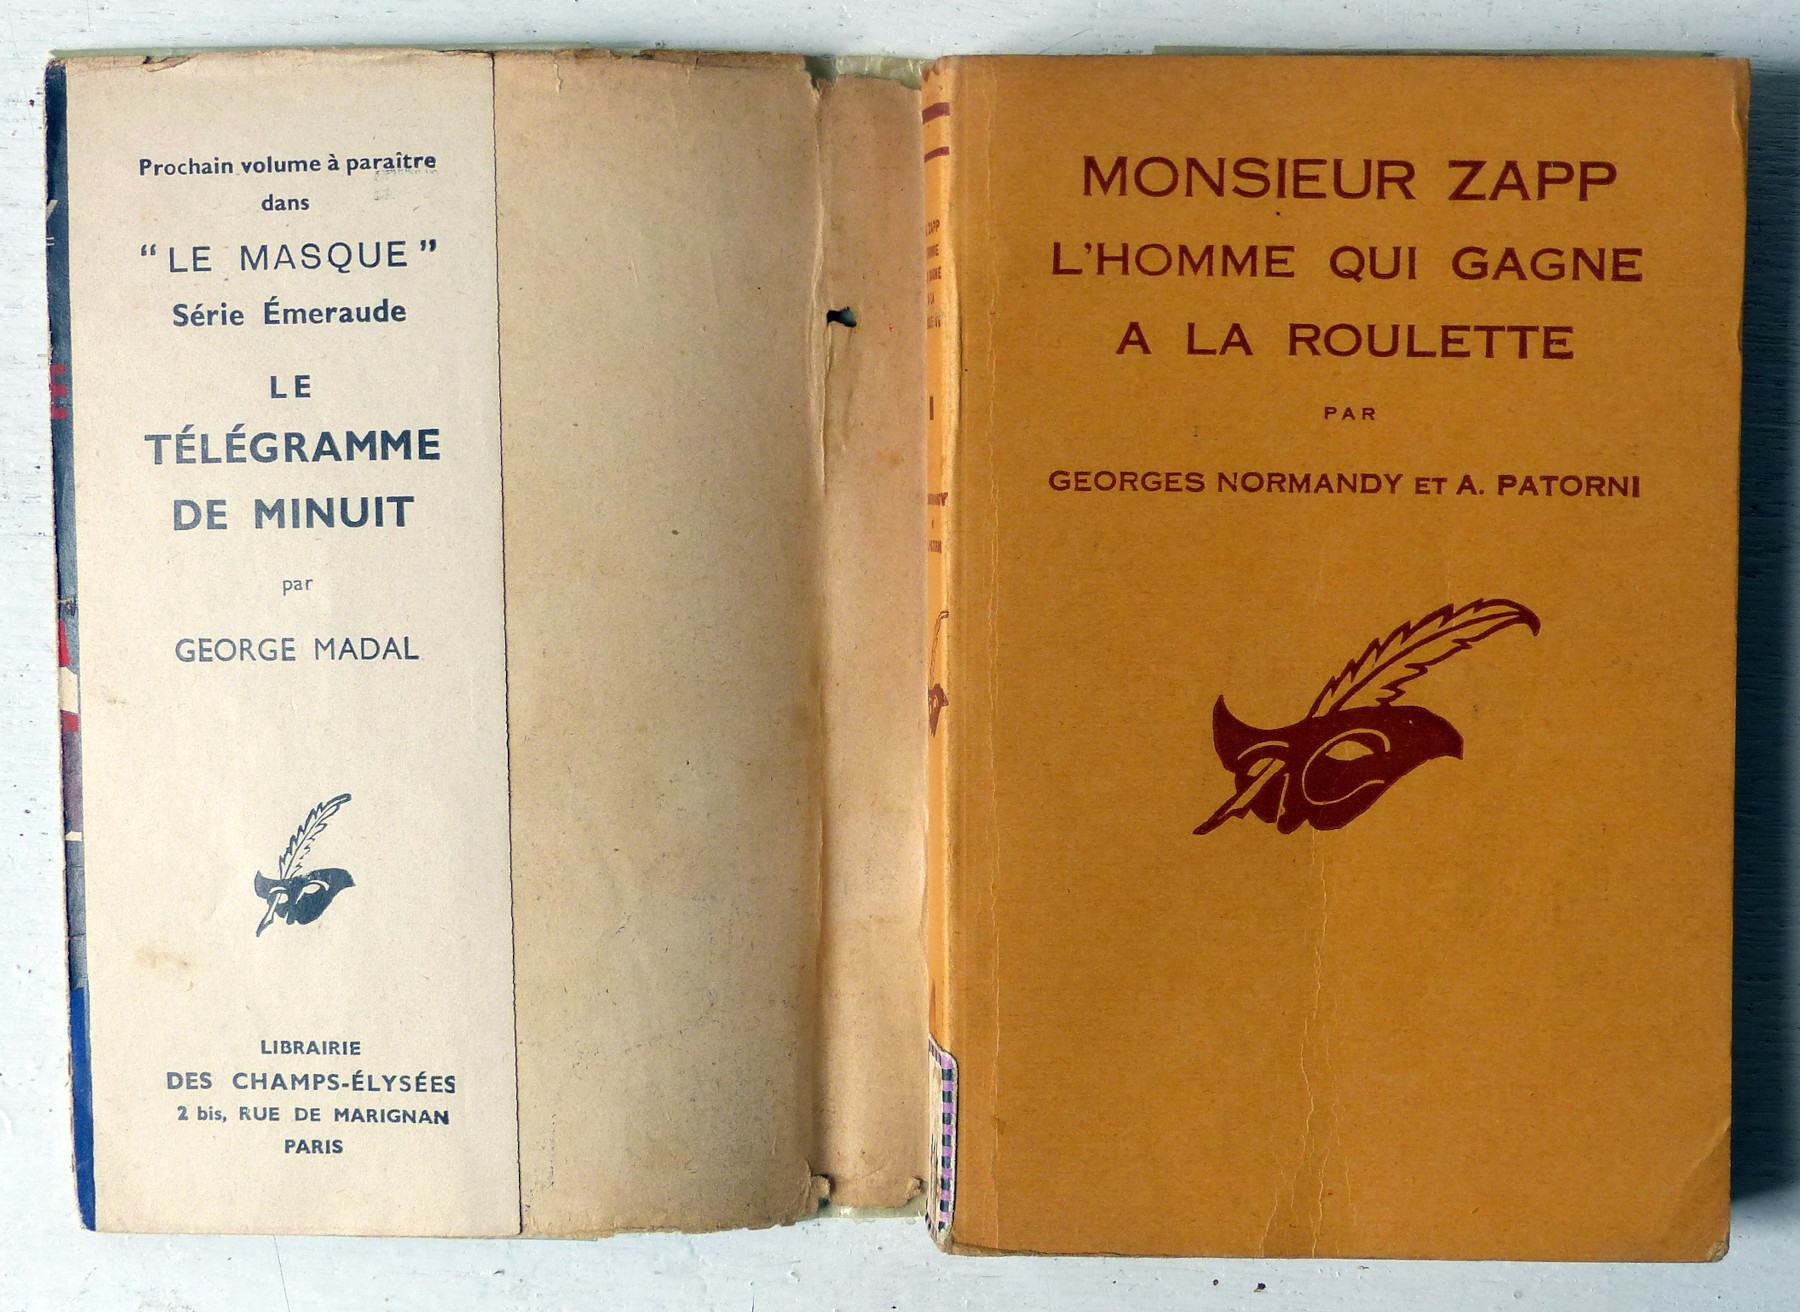 Prochain volume à paraître
dans
“LE MASQUE”
Série Émeraude
LE
TÉLÉGRAMME
DE MINUIT
par
GEORGE MADAL
LIBRAIRIE
DES CHAMPS-ÉLYSÉES
2 bis, RUE DE MARIGNAN
PARIS
MONSIEUR ZAPP
L'HOMME QUI GAGNE
A LA ROULETTE
PAR
GEORGES NORMANDY ET A. PATORNI